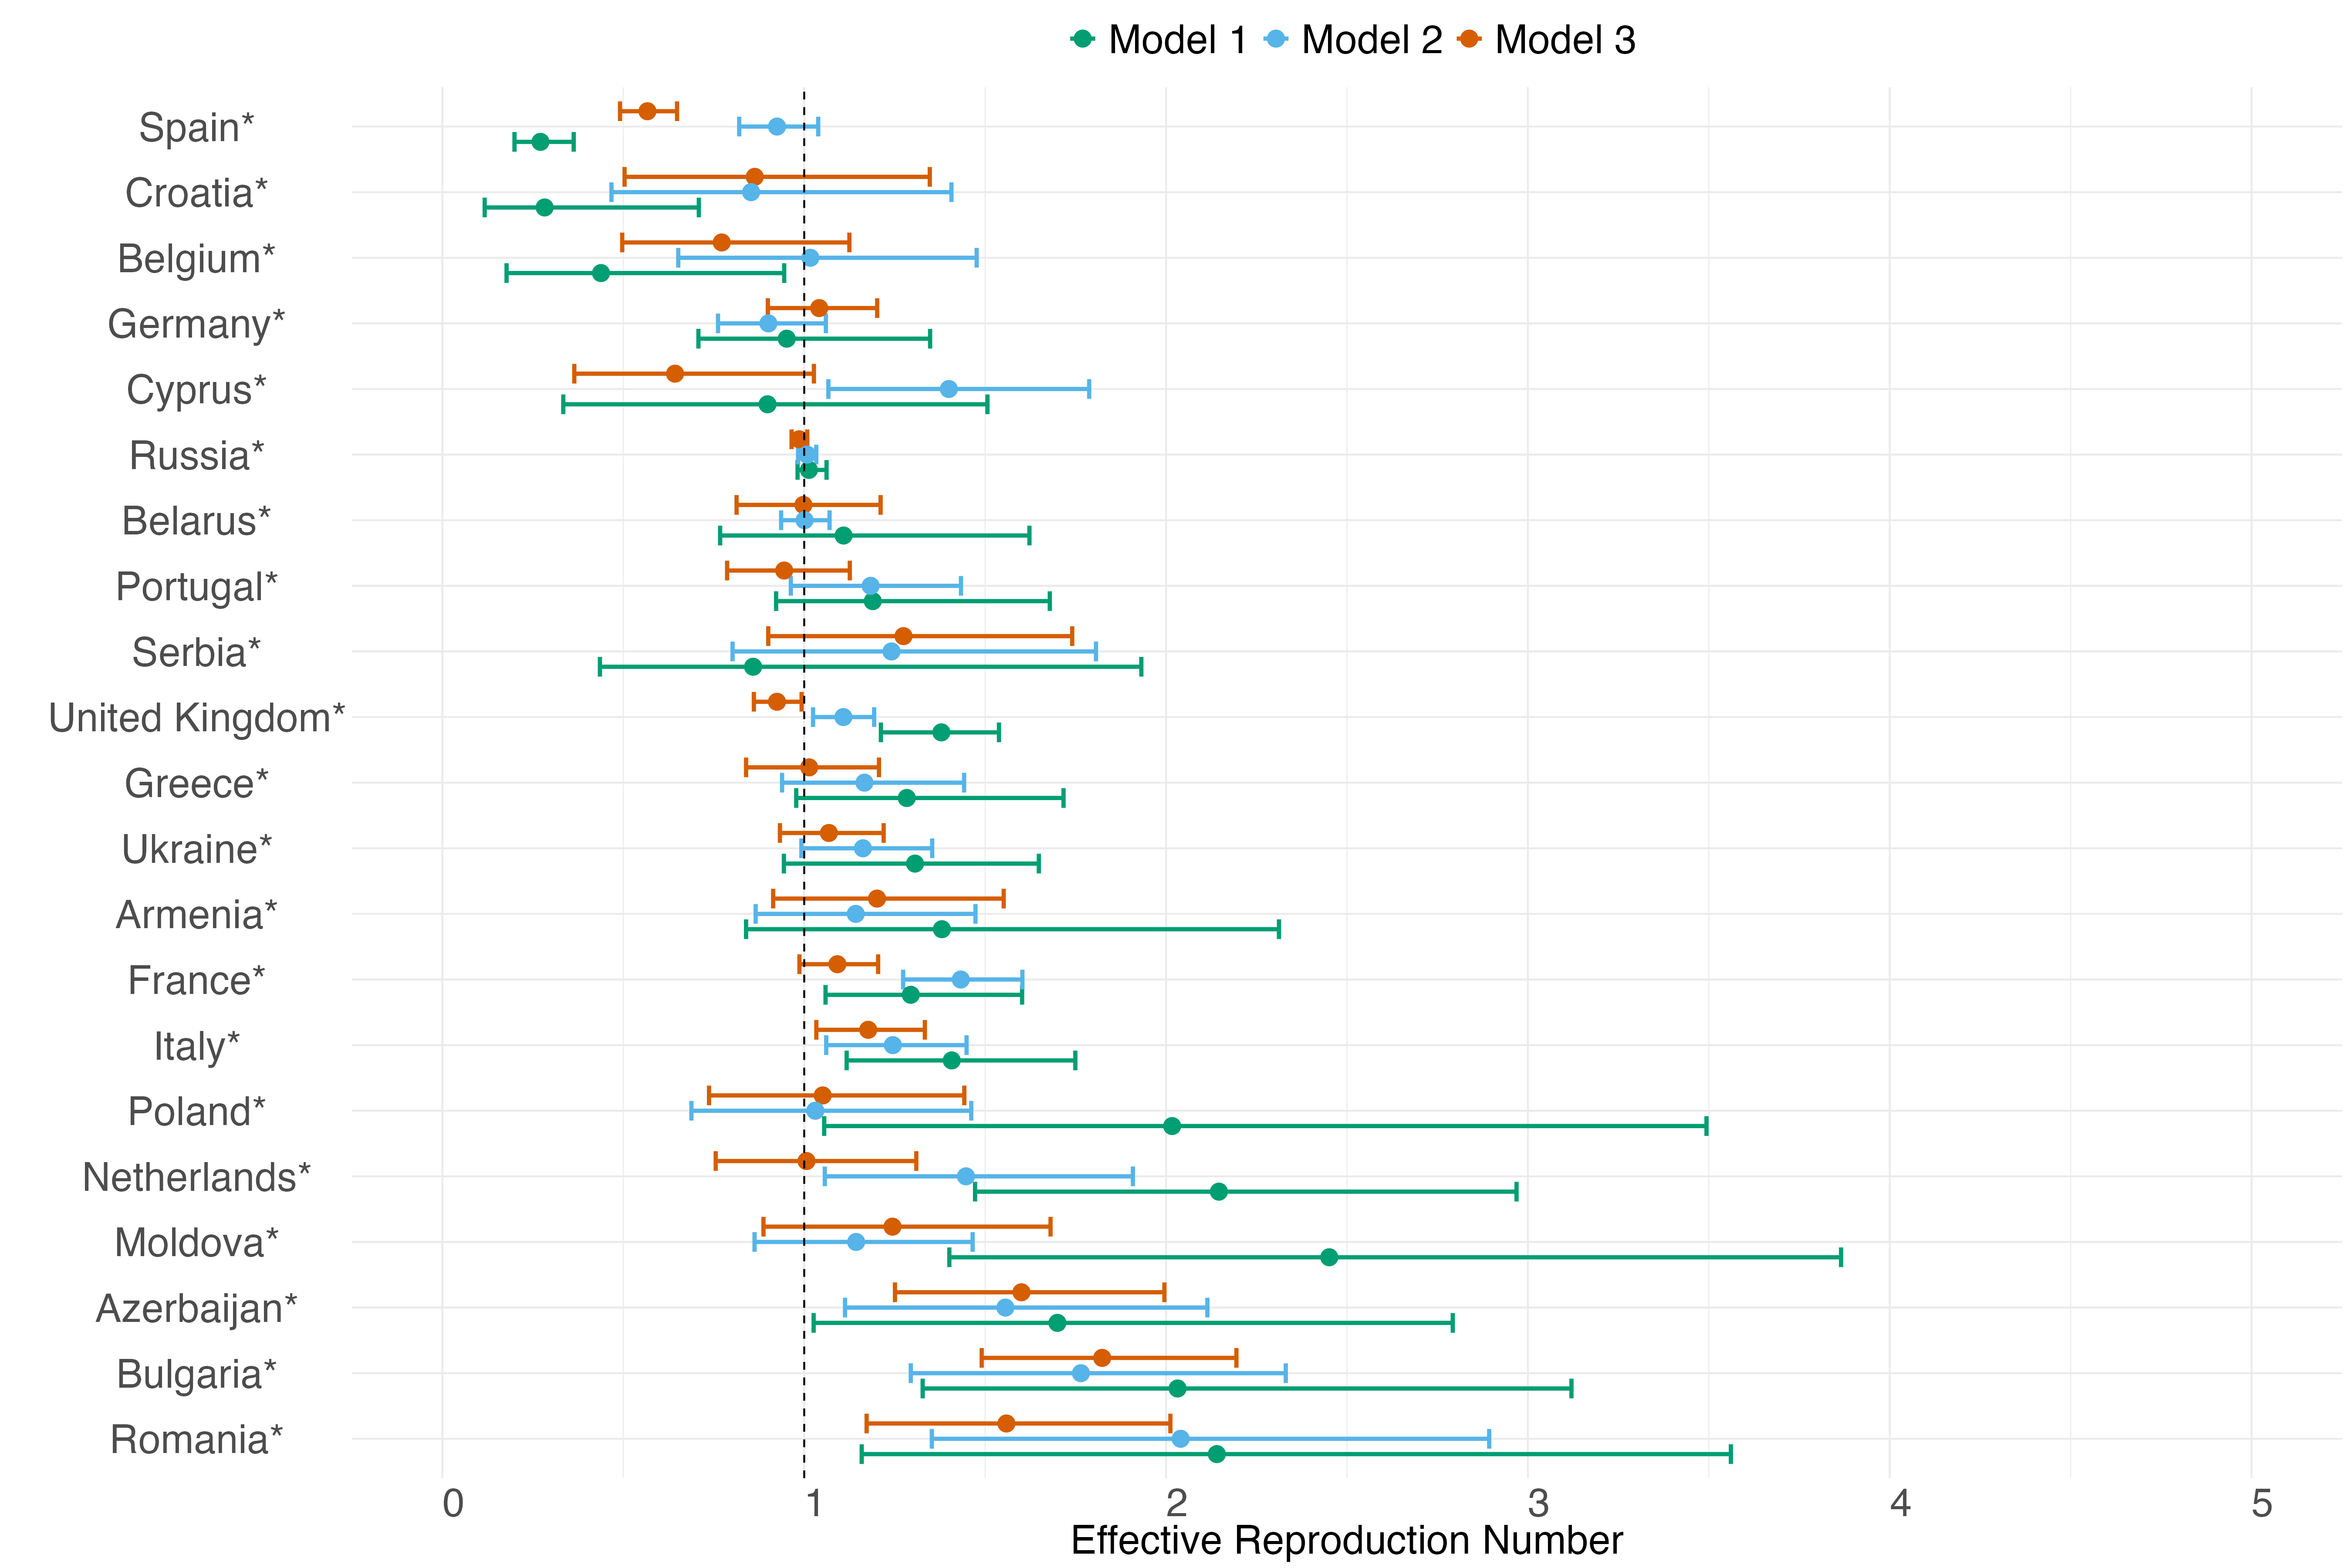 Model 1 Model 2 Model 3
Spain*
Croatia*
Belgium*
Germany*
Cyprus*
Russia*
Belarus*
Portugal*
Serbia*
United Kingdom*
Greece*
Ukraine*
Armenia*
France*
Italy*
Poland*
Netherlands*
Moldova*
Azerbaijan*
Bulgaria*
Romania*
0 1 2 3 4 5
Effective Reproduction Number